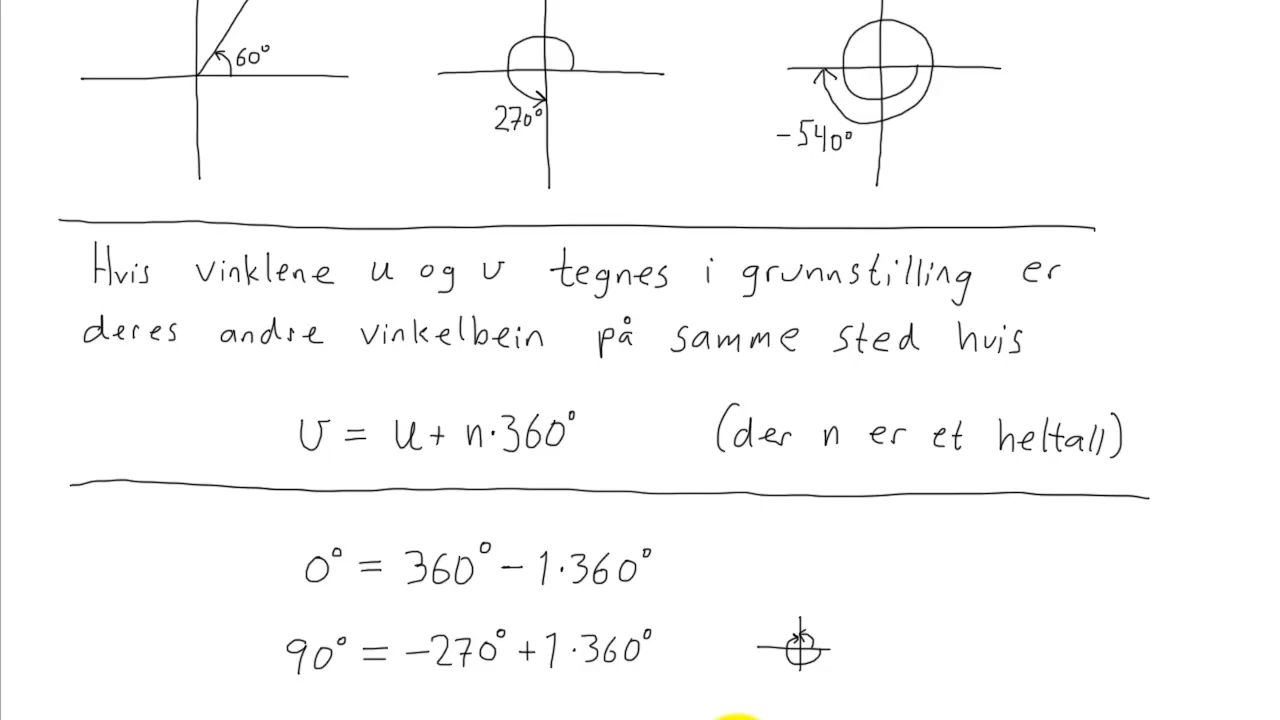 60°
270°
-540°
Hvis vinklene u og v tegnes i grunnstilling er
deres andre vinkelbein på samme sted hvis
v = u + n·360° (der n er et heltall)
0° = 360° - 1·360°
90° = -270° + 1·360°